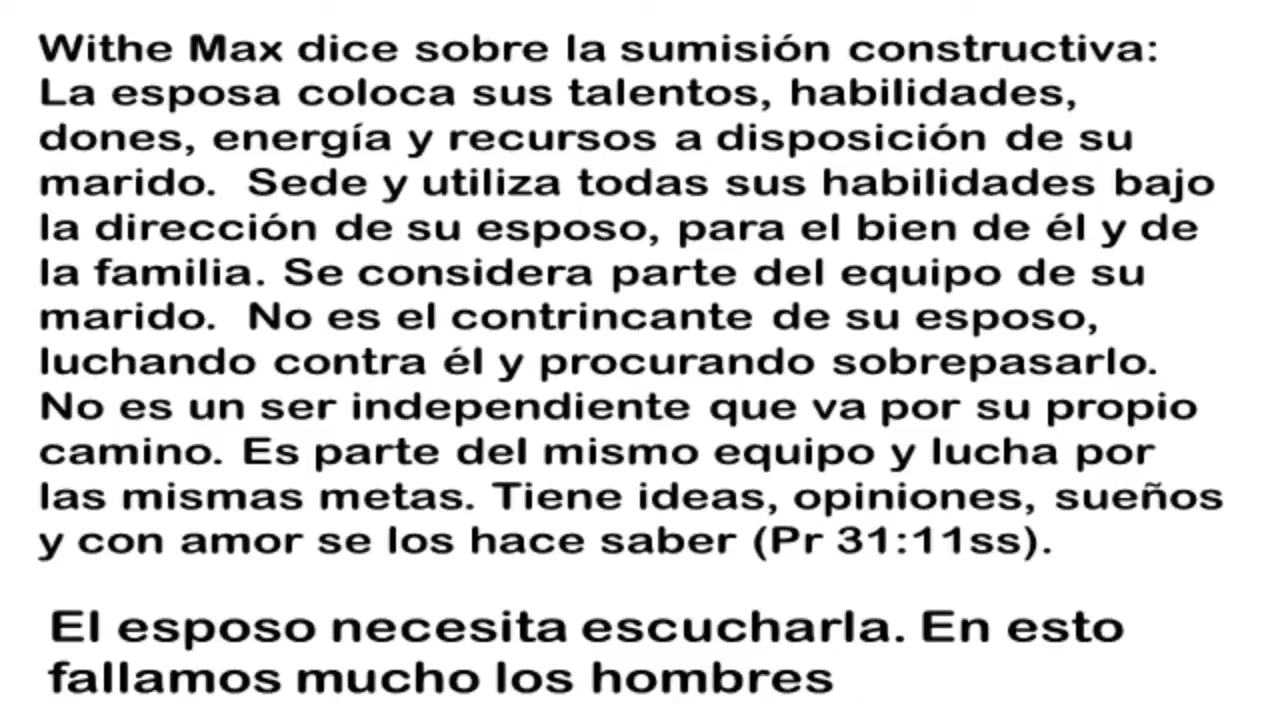 Withe Max dice sobre la sumisión constructiva:
La esposa coloca sus talentos, habilidades,
dones, energía y recursos a disposición de su
marido.  Sede y utiliza todas sus habilidades bajo
la dirección de su esposo, para el bien de él y de
la familia. Se considera parte del equipo de su
marido.  No es el contrincante de su esposo,
luchando contra él y procurando sobrepasarlo.
No es un ser independiente que va por su propio
camino. Es parte del mismo equipo y lucha por
las mismas metas. Tiene ideas, opiniones, sueños
y con amor se los hace saber (Pr 31:11ss).
El esposo necesita escucharla. En esto
fallamos mucho los hombres